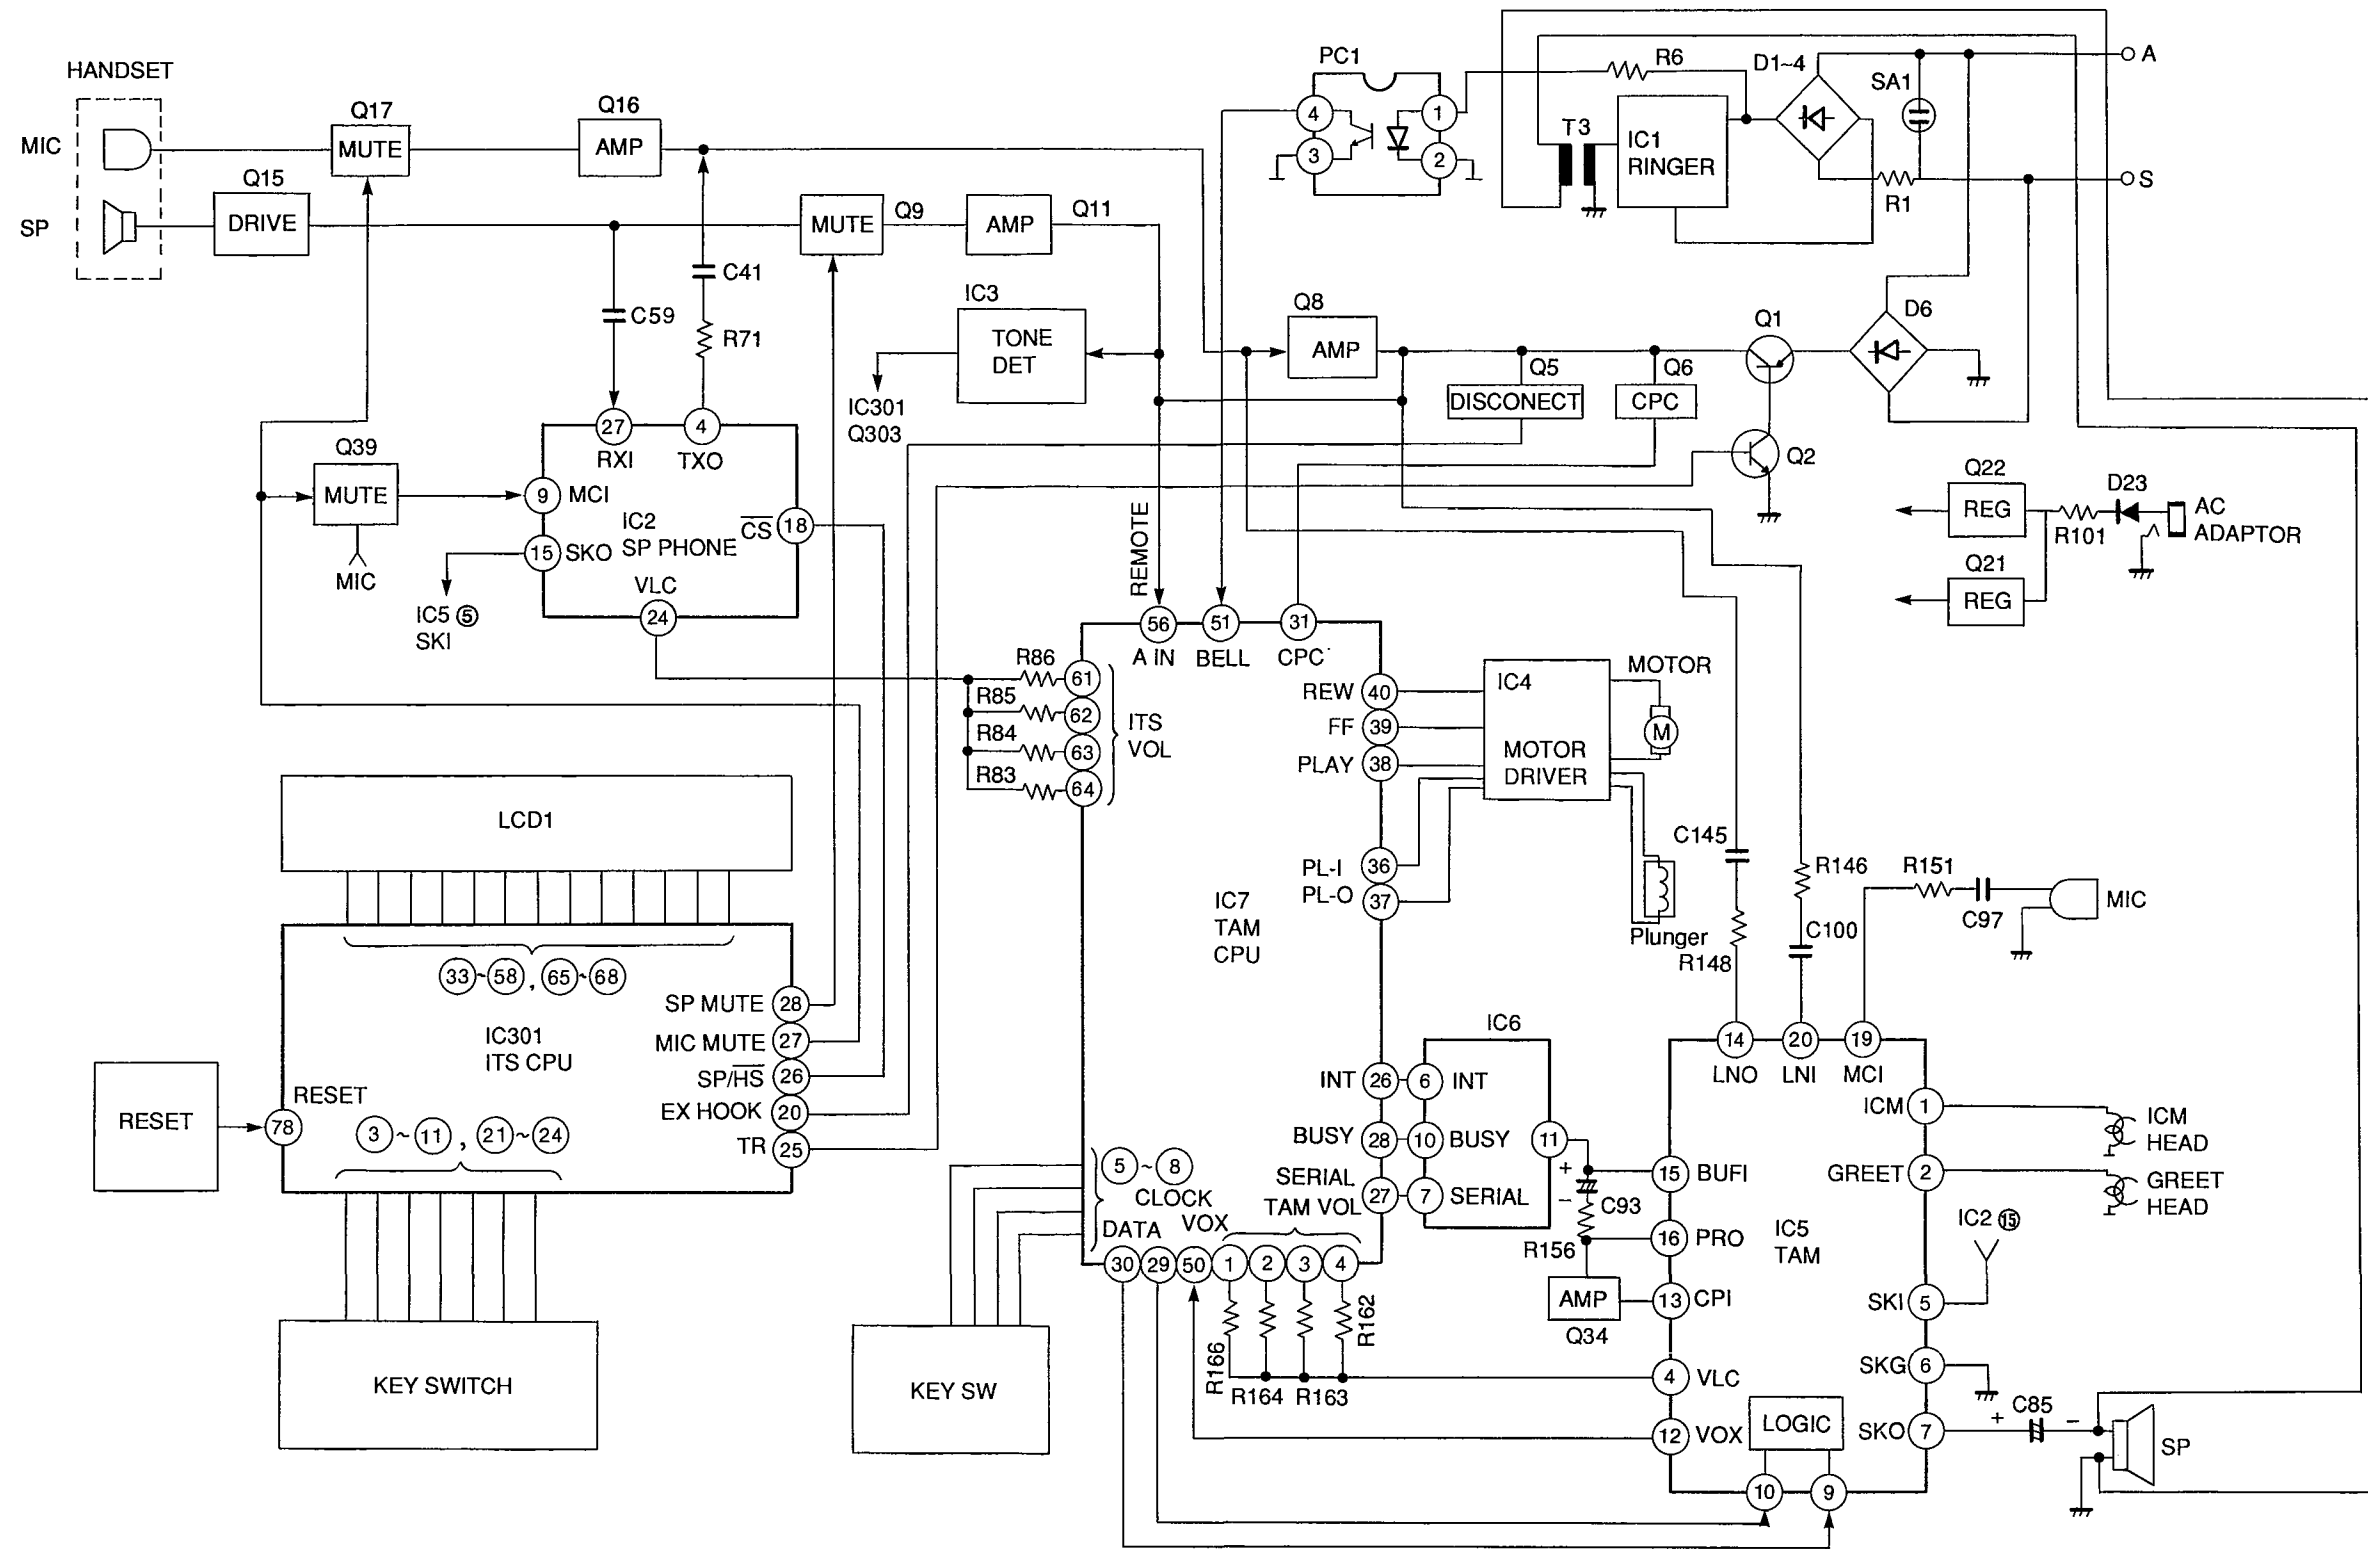 HANDSET
MIC
SP
Q17
MUTE
Q16
AMP
Q15
DRIVE
MUTE
Q9
AMP
Q11
C41
C59
R71
IC3
TONE
DET
IC301
Q303
PC1
4
3
1
2
R6
D1~4
SA1
A
S
T3
IC1
RINGER
R1
Q8
AMP
Q5
DISCONECT
Q6
CPC
Q1
D6
Q2
Q22
REG
D23
R101
AC
ADAPTOR
Q21
REG
Q39
MUTE
MIC
27
RXI
4
TXO
9
MCI
IC2
SP PHONE
CS
18
15
SKO
VLC
24
IC5 ⑤
SKI
REMOTE
56
51
31
A IN
BELL
CPC
R86
61
R85
62
R84
63
R83
64
ITS
VOL
REW
40
FF
39
PLAY
38
IC4
MOTOR
DRIVER
MOTOR
M
PL-I
36
PL-O
37
Plunger
IC7
TAM
CPU
C145
R148
R146
C100
R151
C97
MIC
LCD1
33~58, 65~68
IC301
ITS CPU
SP MUTE
28
MIC MUTE
27
SP/HS
26
EX HOOK
20
TR
25
RESET
RESET
78
3~11, 21~24
KEY SWITCH
KEY SW
5~8
CLOCK
DATA
VOX
30
29
50
1
2
3
4
INT
26
BUSY
28
SERIAL
27
TAM VOL
IC6
6
INT
10
BUSY
7
SERIAL
11
+
−
C93
R156
AMP
Q34
R166
R164
R163
R162
14
20
19
LNO
LNI
MCI
15
BUFI
16
PRO
13
CPI
4
VLC
12
VOX
IC5
TAM
LOGIC
10
9
ICM
1
ICM
HEAD
GREET
2
GREET
HEAD
IC2 ⑮
SKI
5
SKG
6
SKO
7
+
C85
−
SP